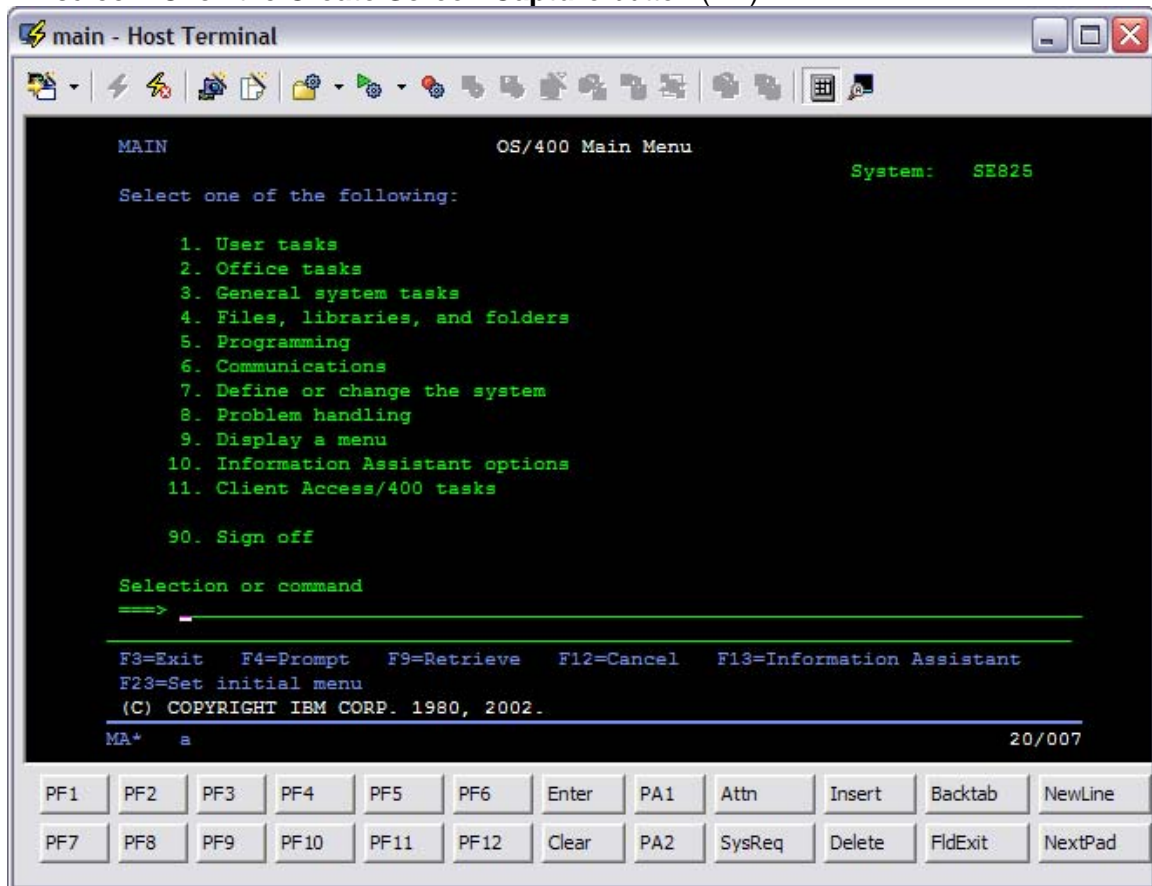 main - Host Terminal
MAIN OS/400 Main Menu
System: SE825
Select one of the following:
1. User tasks
2. Office tasks
3. General system tasks
4. Files, libraries, and folders
5. Programming
6. Communications
7. Define or change the system
8. Problem handling
9. Display a menu
10. Information Assistant options
11. Client Access/400 tasks
90. Sign off
Selection or command
===>
F3=Exit F4=Prompt F9=Retrieve F12=Cancel F13=Information Assistant
F23=Set initial menu
(C) COPYRIGHT IBM CORP. 1980, 2002.
MA* a 20/007
PF1 PF2 PF3 PF4 PF5 PF6 Enter PA1 Attn Insert Backtab NewLine
PF7 PF8 PF9 PF10 PF11 PF12 Clear PA2 SysReq Delete FldExit NextPad